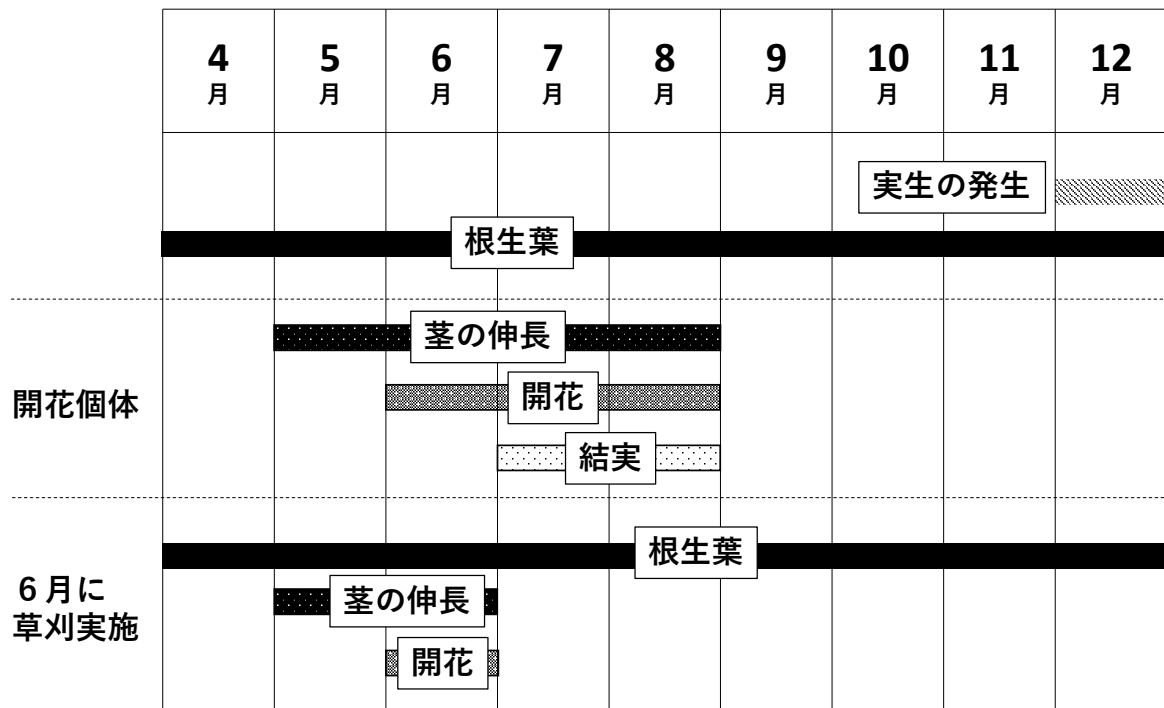 4 5 6 7 8 9 10 11 12
月 月 月 月 月 月 月 月 月
実生の発生
根生葉
茎の伸長
開花個体
開花
結実
根生葉
6月に
草刈実施
茎の伸長
開花